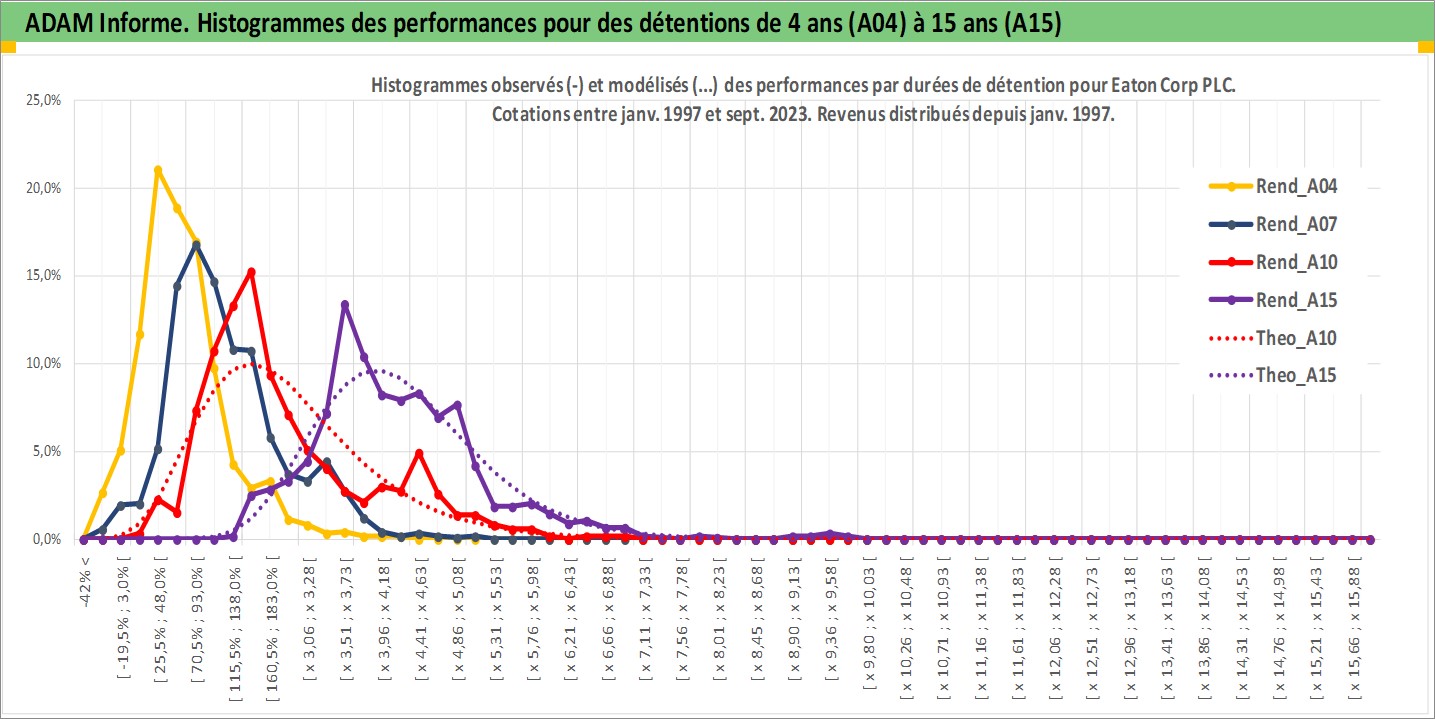 ADAM Informe. Histogrammes des performances pour des détentions de 4 ans (A04) à 15 ans (A15)
Histogrammes observés (-) et modélisés (...) des performances par durées de détention pour Eaton Corp PLC.
Cotations entre janv. 1997 et sept. 2023. Revenus distribués depuis janv. 1997.
25,0%
20,0%
15,0%
10,0%
5,0%
0,0%
Rend_A04
Rend_A07
Rend_A10
Rend_A15
Theo_A10
Theo_A15
-42% <
[ -19,5% ; 3,0% [
[ 25,5% ; 48,0% [
[ 70,5% ; 93,0% [
[ 115,5% ; 138,0% [
[ 160,5% ; 183,0% [
[ x 3,06 ; x 3,28 [
[ x 3,51 ; x 3,73 [
[ x 3,96 ; x 4,18 [
[ x 4,41 ; x 4,63 [
[ x 4,86 ; x 5,08 [
[ x 5,31 ; x 5,53 [
[ x 5,76 ; x 5,98 [
[ x 6,21 ; x 6,43 [
[ x 6,66 ; x 6,88 [
[ x 7,11 ; x 7,33 [
[ x 7,56 ; x 7,78 [
[ x 8,01 ; x 8,23 [
[ x 8,45 ; x 8,68 [
[ x 8,90 ; x 9,13 [
[ x 9,36 ; x 9,58 [
[ x 9,80 ; x 10,03 [
[ x 10,26 ; x 10,48 [
[ x 10,71 ; x 10,93 [
[ x 11,16 ; x 11,38 [
[ x 11,61 ; x 11,83 [
[ x 12,06 ; x 12,28 [
[ x 12,51 ; x 12,73 [
[ x 12,96 ; x 13,18 [
[ x 13,41 ; x 13,63 [
[ x 13,86 ; x 14,08 [
[ x 14,31 ; x 14,53 [
[ x 14,76 ; x 14,98 [
[ x 15,21 ; x 15,43 [
[ x 15,66 ; x 15,88 [